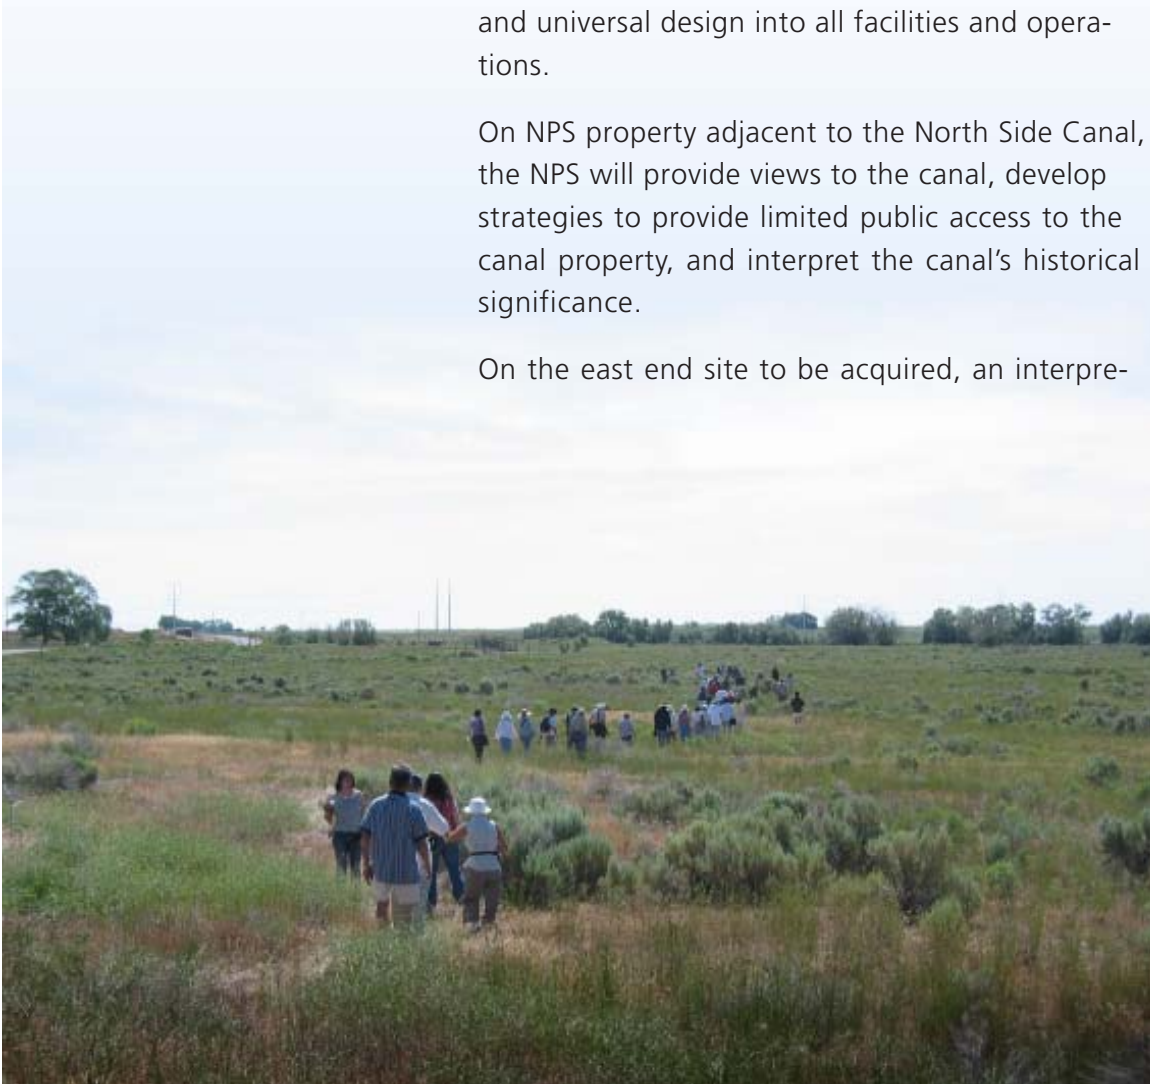 and universal design into all facilities and opera-
tions.
On NPS property adjacent to the North Side Canal,
the NPS will provide views to the canal, develop
strategies to provide limited public access to the
canal property, and interpret the canal’s historical
significance.
On the east end site to be acquired, an interpre-